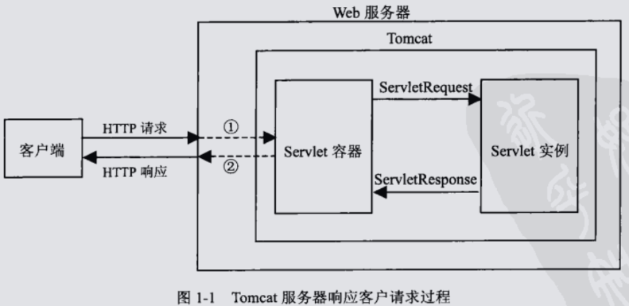 Web 服务器
Tomcat
ServletRequest
HTTP 请求
①
客户端
Servlet 容器
Servlet 实例
②
HTTP 响应
ServletResponse
图 1-1 Tomcat 服务器响应客户请求过程